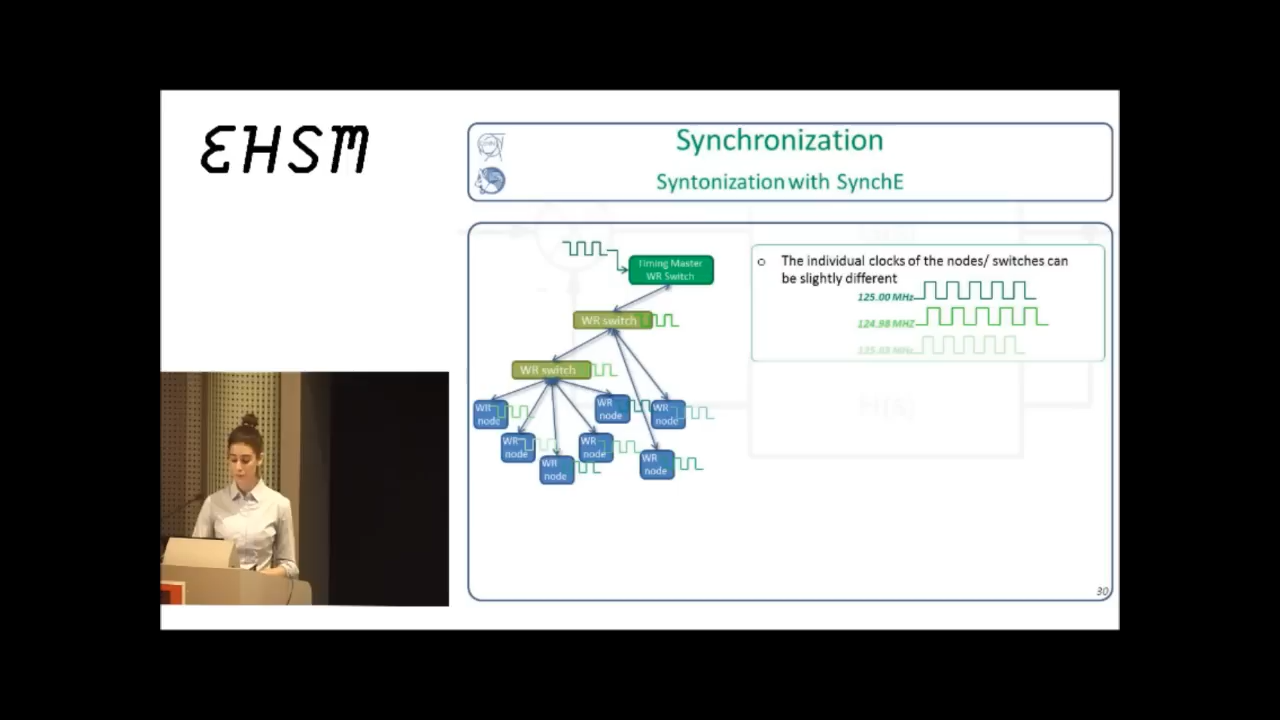 EHSM
Synchronization
Syntonization with SynchE
Timing Master
WR Switch
WR switch
WR switch
WR
node
WR
node
WR
node
WR
node
WR
node
WR
node
WR
node
o The individual clocks of the nodes/ switches can
be slightly different
125.00 MHz
124.98 MHZ
H(s)
30